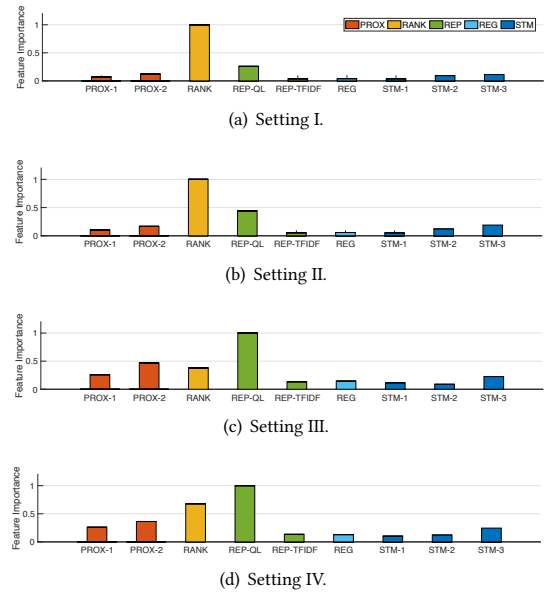 Feature Importance
1
0.5
0
PROX RANK REP REG STM
PROX-1 PROX-2 RANK REP-QL REP-TFIDF REG STM-1 STM-2 STM-3
(a) Setting I.
Feature Importance
1
0.5
0
PROX-1 PROX-2 RANK REP-QL REP-TFIDF REG STM-1 STM-2 STM-3
(b) Setting II.
Feature Importance
1
0.5
0
PROX-1 PROX-2 RANK REP-QL REP-TFIDF REG STM-1 STM-2 STM-3
(c) Setting III.
Feature Importance
1
0.5
0
PROX-1 PROX-2 RANK REP-QL REP-TFIDF REG STM-1 STM-2 STM-3
(d) Setting IV.